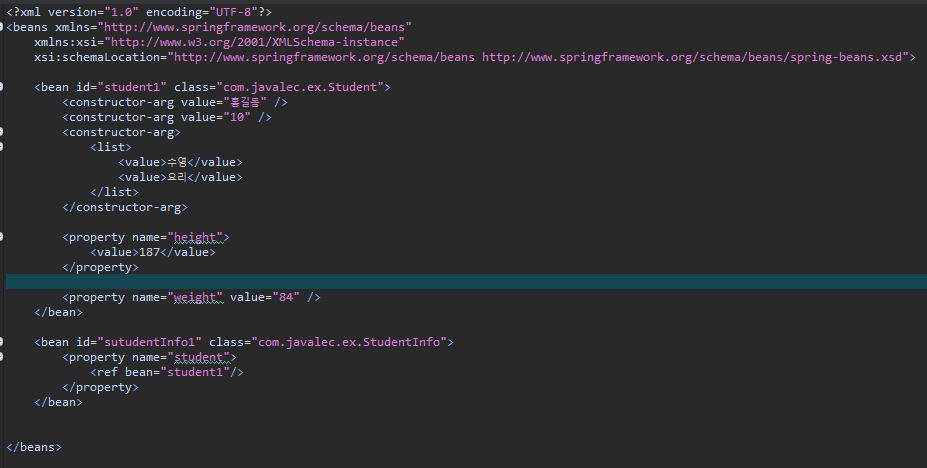 <?xml version="1.0" encoding="UTF-8"?>
<beans xmlns="http://www.springframework.org/schema/beans"
    xmlns:xsi="http://www.w3.org/2001/XMLSchema-instance"
    xsi:schemaLocation="http://www.springframework.org/schema/beans http://www.springframework.org/schema/beans/spring-beans.xsd">
    <bean id="student1" class="com.javalec.ex.Student">
        <constructor-arg value="홍길동" />
        <constructor-arg value="10" />
        <constructor-arg>
            <list>
                <value>수영</value>
                <value>요리</value>
            </list>
        </constructor-arg>
        <property name="height">
            <value>187</value>
        </property>
        <property name="weight" value="84" />
    </bean>
    <bean id="sutudentInfo1" class="com.javalec.ex.StudentInfo">
        <property name="student">
            <ref bean="student1"/>
        </property>
    </bean>
</beans>